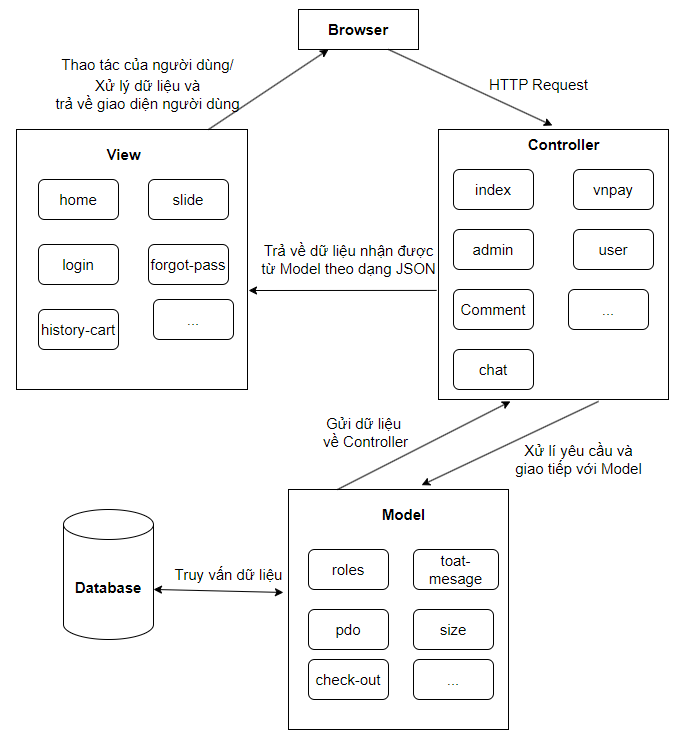 Browser
Thao tác của người dùng/
Xử lý dữ liệu và
trả về giao diện người dùng
HTTP Request
View
home
slide
login
forgot-pass
history-cart
...
Trả về dữ liệu nhận được
từ Model theo dạng JSON
Controller
index
vnpay
admin
user
Comment
...
chat
Gửi dữ liệu
về Controller
Xử lí yêu cầu và
giao tiếp với Model
Model
roles
toat-
mesage
pdo
size
check-out
...
Truy vấn dữ liệu
Database